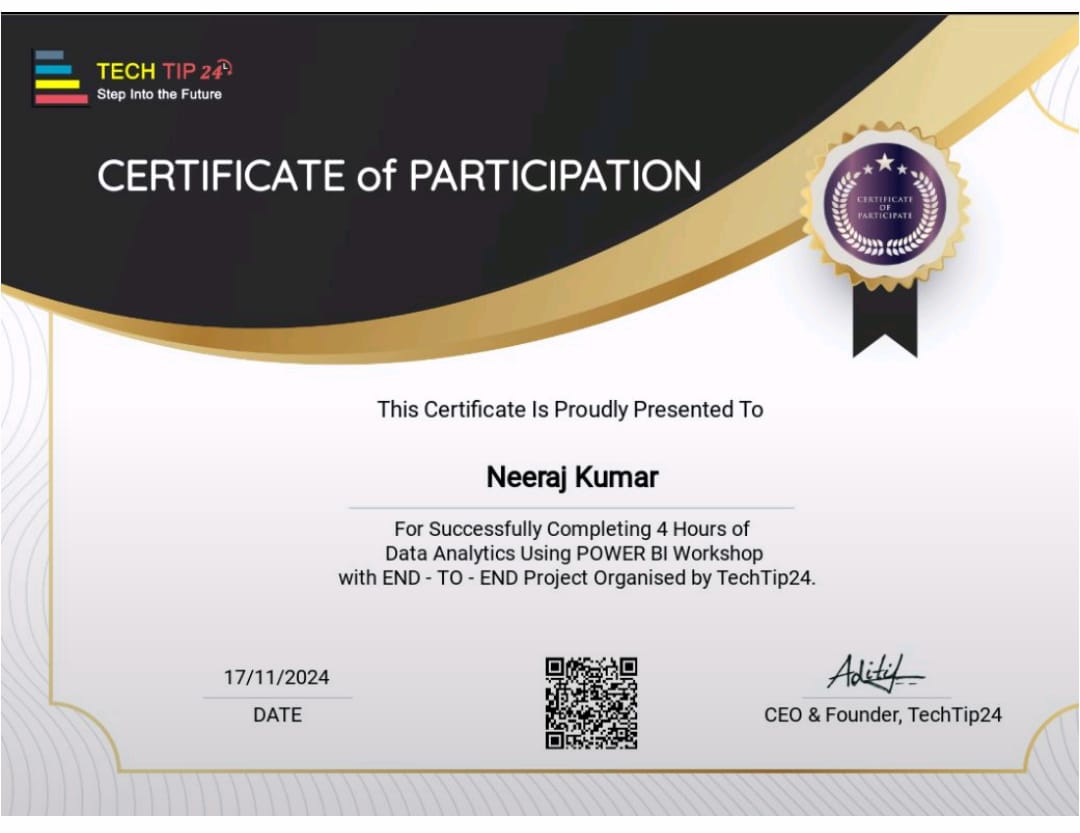 TECH TIP 24
Step Into the Future
CERTIFICATE of PARTICIPATION
CERTIFICATE
OF
PARTICIPATE
This Certificate Is Proudly Presented To
Neeraj Kumar
For Successfully Completing 4 Hours of
Data Analytics Using POWER BI Workshop
with END - TO - END Project Organised by TechTip24.
17/11/2024
DATE
Aditi
CEO & Founder, TechTip24